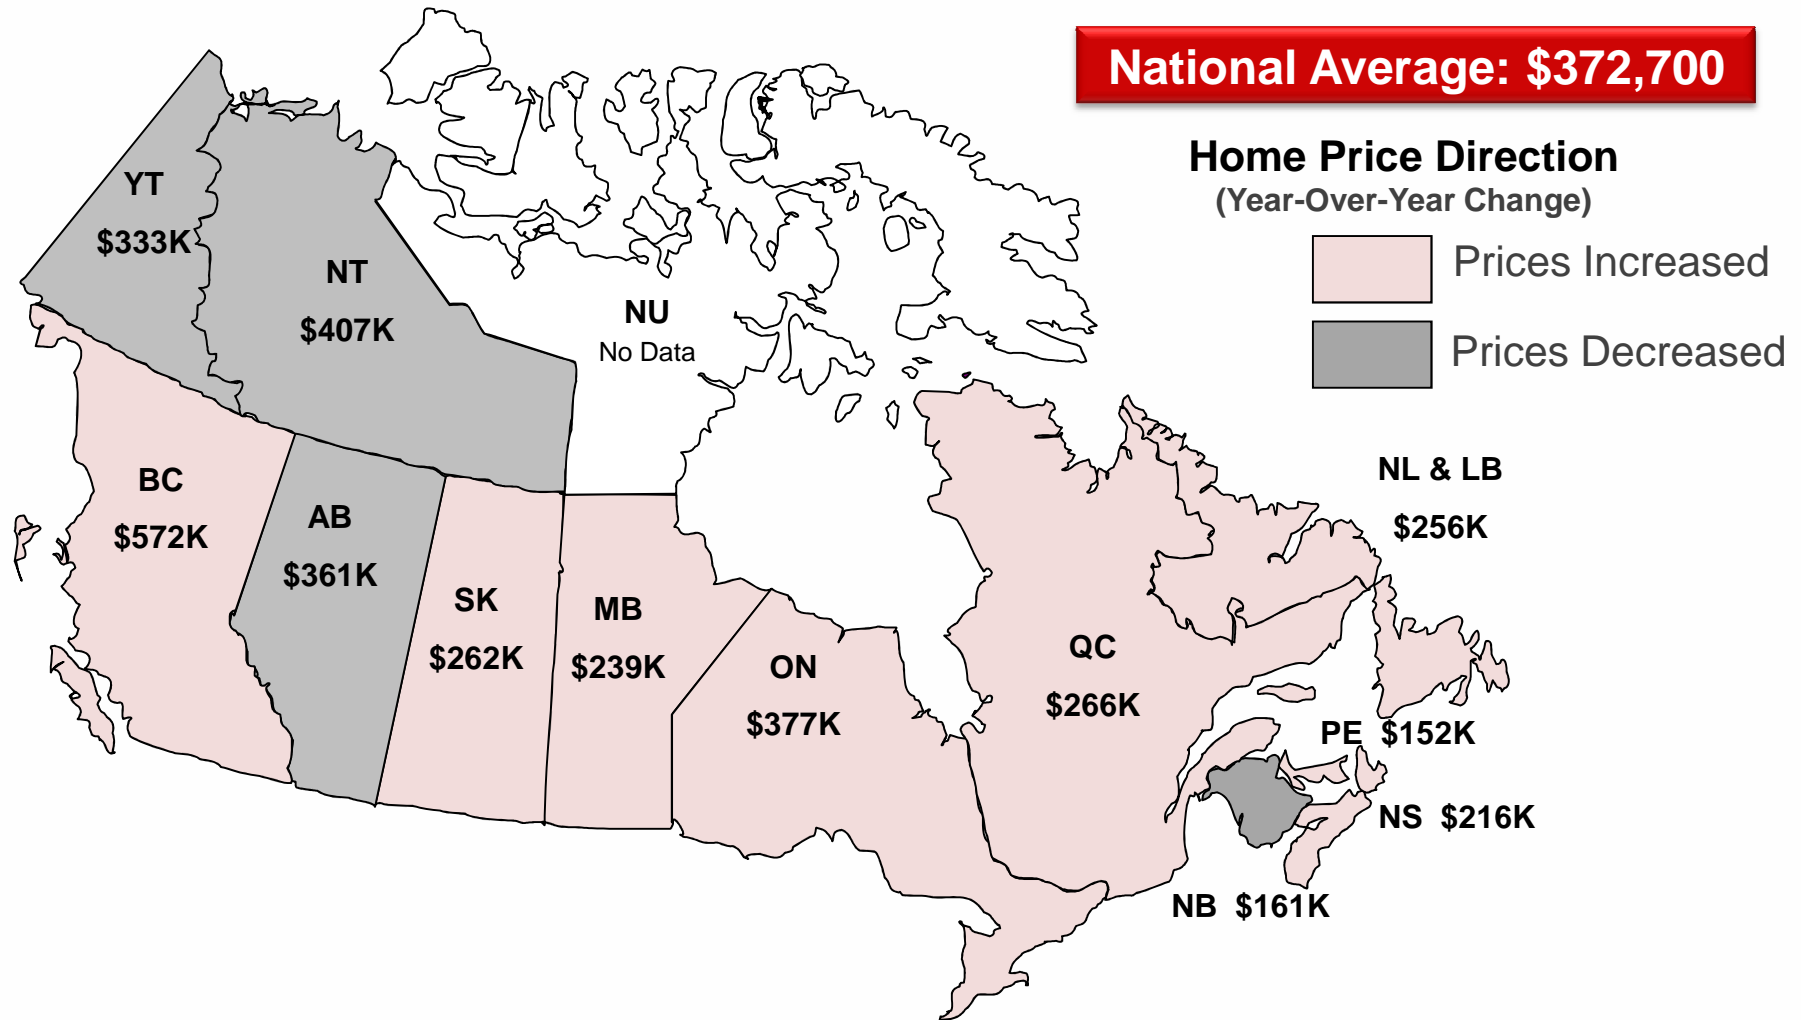 National Average: $372,700
Home Price Direction
(Year-Over-Year Change)
Prices Increased
Prices Decreased
YT
$333K
NT
$407K
NU
No Data
BC
$572K
AB
$361K
SK
$262K
MB
$239K
ON
$377K
QC
$266K
NL & LB
$256K
PE $152K
NS $216K
NB $161K